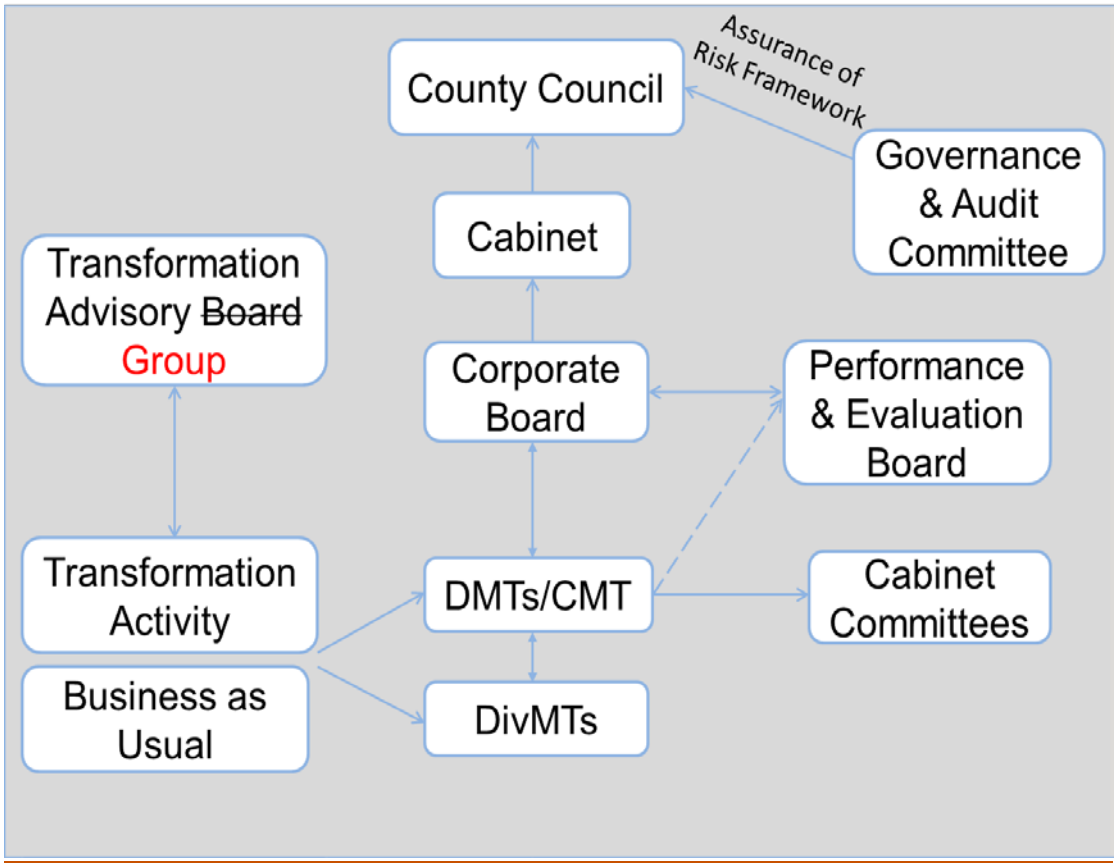 Assurance of
Risk Framework
County Council
Governance
& Audit
Committee
Cabinet
Transformation
Advisory Board
Group
Corporate
Board
Performance
& Evaluation
Board
Transformation
Activity
DMTs/CMT
Cabinet
Committees
Business as
Usual
DivMTs